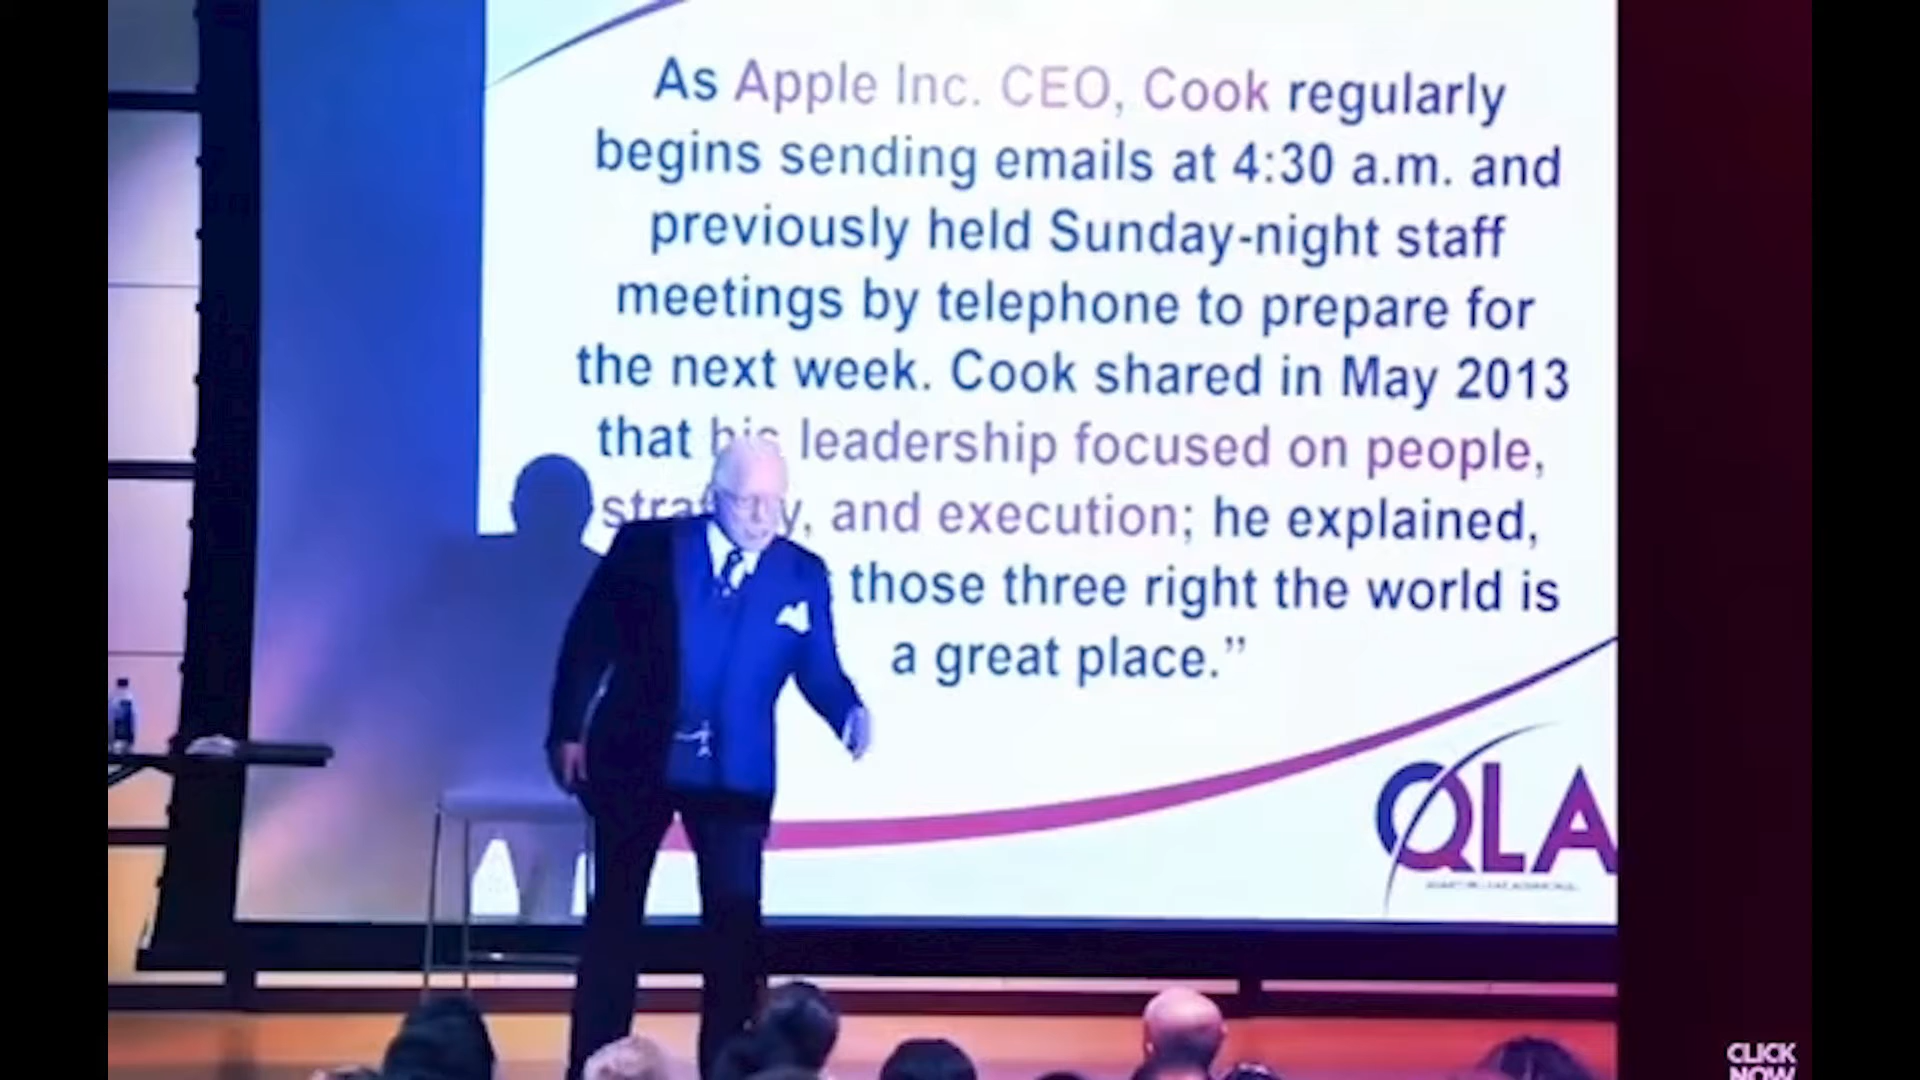 As Apple Inc. CEO, Cook regularly
begins sending emails at 4:30 a.m. and
previously held Sunday-night staff
meetings by telephone to prepare for
the next week. Cook shared in May 2013
that his leadership focused on people,
and execution; he explained,
those three right the world is
a great place.”
QLA
CLICK
NOW